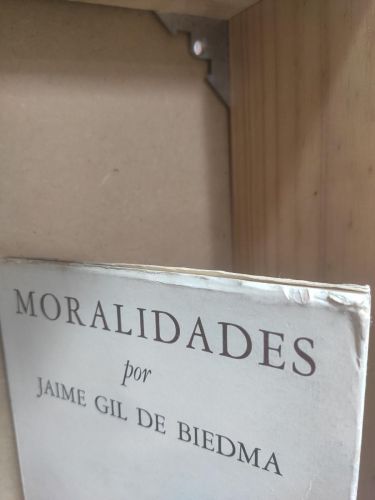 MORALIDADES
por
JAIME GIL DE BIEDMA